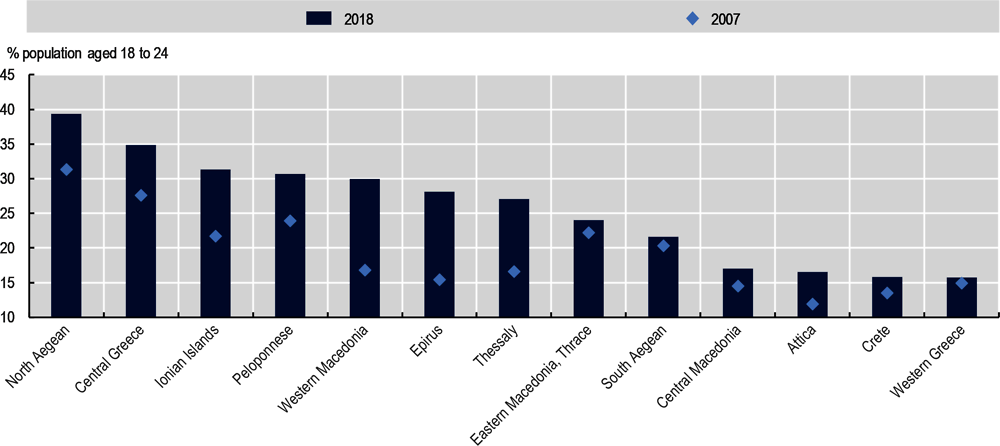 2018 2007
% population aged 18 to 24
45
40
35
30
25
20
15
10
North Aegean
Central Greece
Ionian Islands
Peloponnese
Western Macedonia
Epirus
Thessaly
Eastern Macedonia, Thrace
South Aegean
Central Macedonia
Attica
Crete
Western Greece